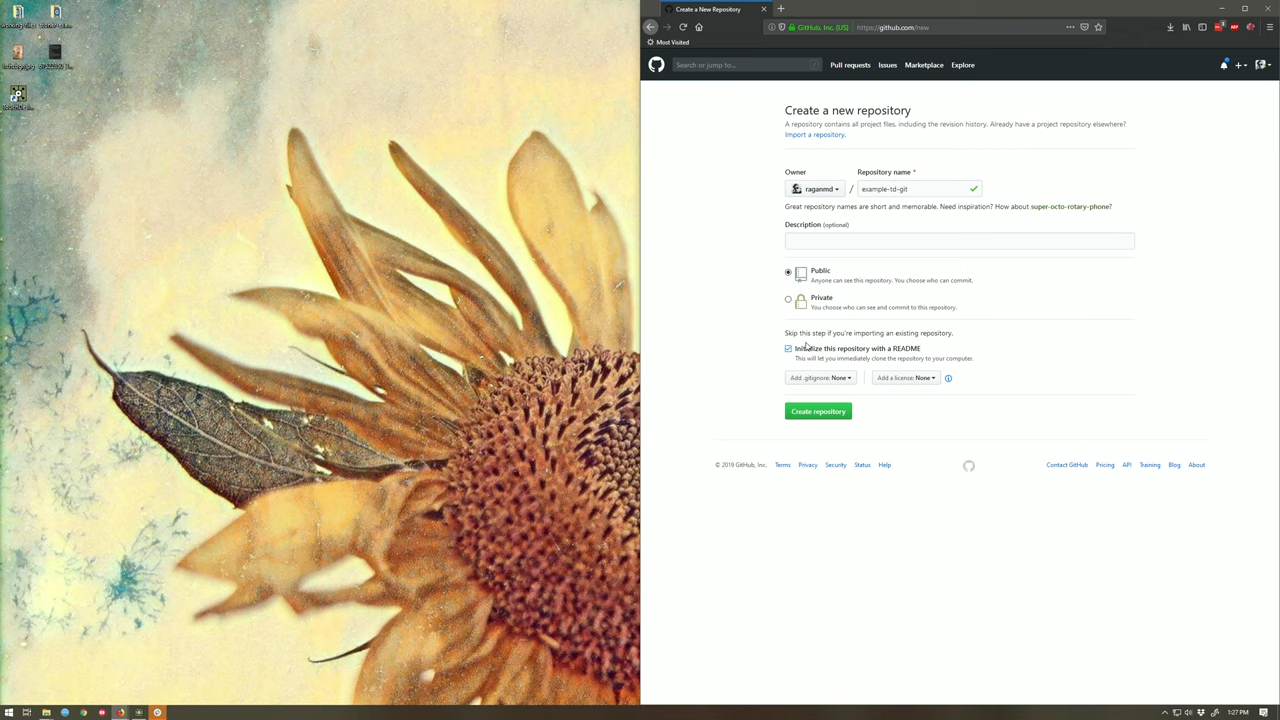 Create a New Repository
GitHub, Inc. (US)
https://github.com/new
Most Visited
Search or jump to...
Pull requests
Issues
Marketplace
Explore
Create a new repository
A repository contains all project files, including the revision history. Already have a project repository elsewhere?
Import a repository.
Owner
Repository name *
raganmd
/
example-td-git
Great repository names are short and memorable. Need inspiration? How about super-octo-rotary-phone?
Description (optional)
Public
Anyone can see this repository. You choose who can commit.
Private
You choose who can see and commit to this repository.
Skip this step if you're importing an existing repository.
Initialize this repository with a README
This will let you immediately clone the repository to your computer.
Add .gitignore: None
Add a license: None
Create repository
© 2019 GitHub, Inc.
Terms
Privacy
Security
Status
Help
Contact GitHub
Pricing
API
Training
Blog
About
1:27 PM